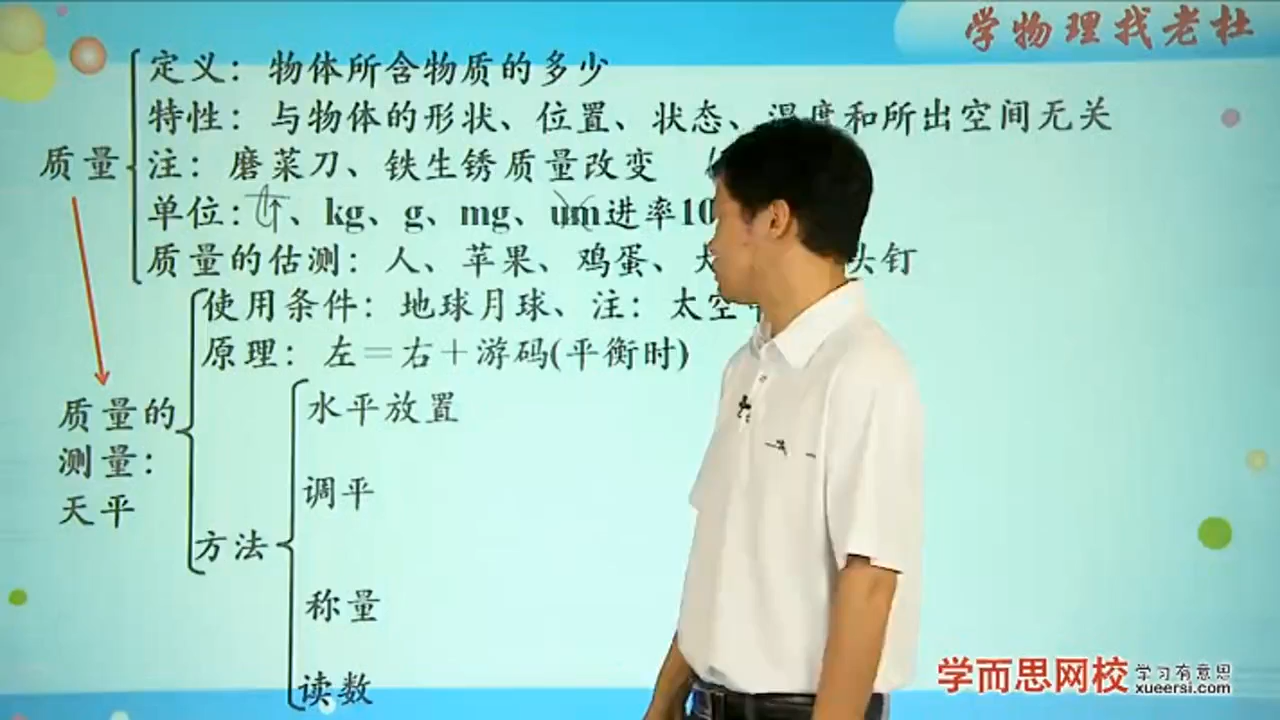 学物理找老杜
定义：物体所含物质的多少
特性：与物体的形状、位置、状态、温度和所出空间无关
质量
注：磨菜刀、铁生锈质量改变
单位：t、kg、g、mg、um进率10
质量的估测：人、苹果、鸡蛋、头钉
使用条件：地球月球、注：太空
原理：左＝右＋游码(平衡时)
质量的
测量：
天平
水平放置
调平
方法
称量
读数
学而思网校 学习有意思
xueersi.com